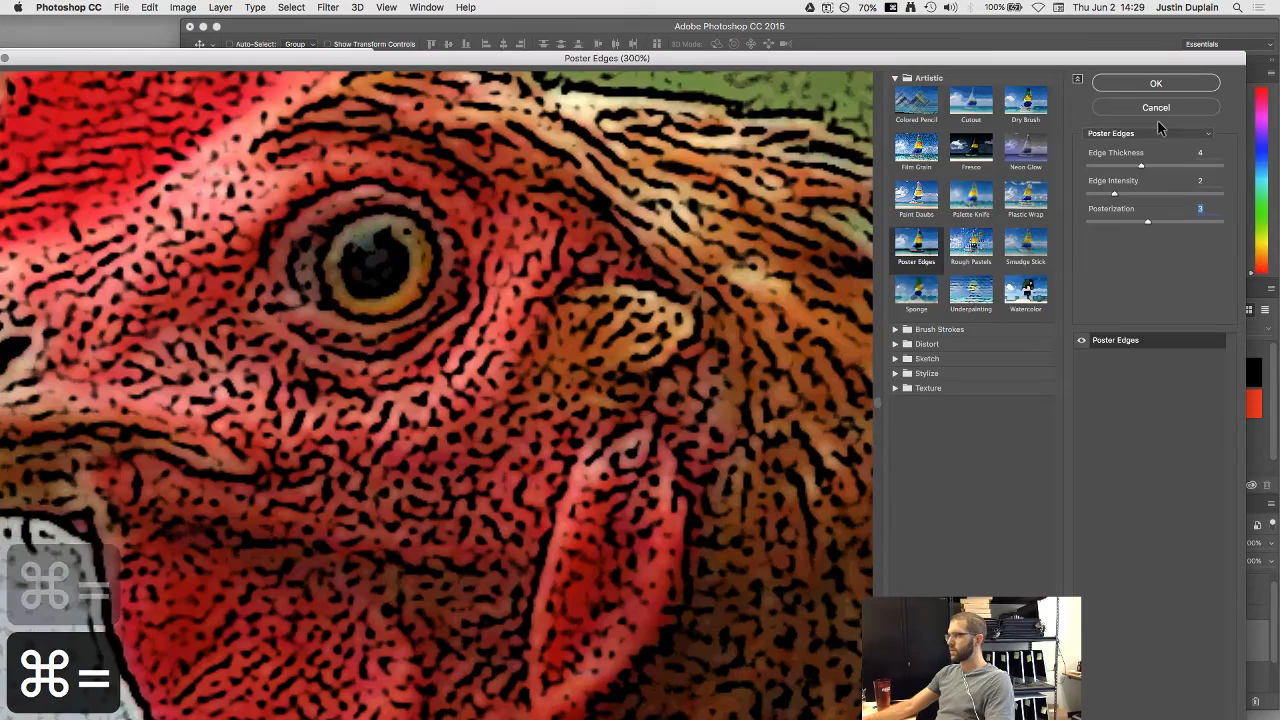 Photoshop CC File Edit Image Layer Type Select Filter 3D View Window Help 70% 100% Thu Jun 2 14:29 Justin Duplain
Adobe Photoshop CC 2015
Auto-Select: Group Show Transform Controls 3D Mode: Essentials
Poster Edges (300%)
Artistic
OK
Cancel
Colored Pencil Cutout Dry Brush
Poster Edges
Film Grain Fresco Neon Glow
Edge Thickness 4
Edge Intensity 2
Paint Daubs Palette Knife Plastic Wrap
Posterization 3
Poster Edges Rough Pastels Smudge Stick
Sponge Underpainting Watercolor
Brush Strokes
Poster Edges
Distort
Sketch
Stylize
Texture
00%
00%
⌘=
⌘=